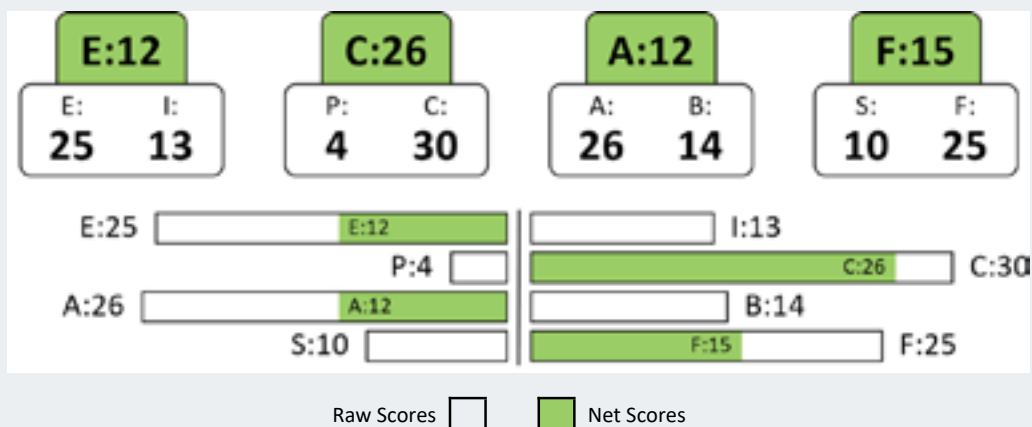 E:12 C:26 A:12 F:15
E: I: P: C: A: B: S: F:
25 13 4 30 26 14 10 25
E:25 E:12 I:13
P:4 C:26 C:30
A:26 A:12 B:14
S:10 F:15 F:25
Raw Scores Net Scores